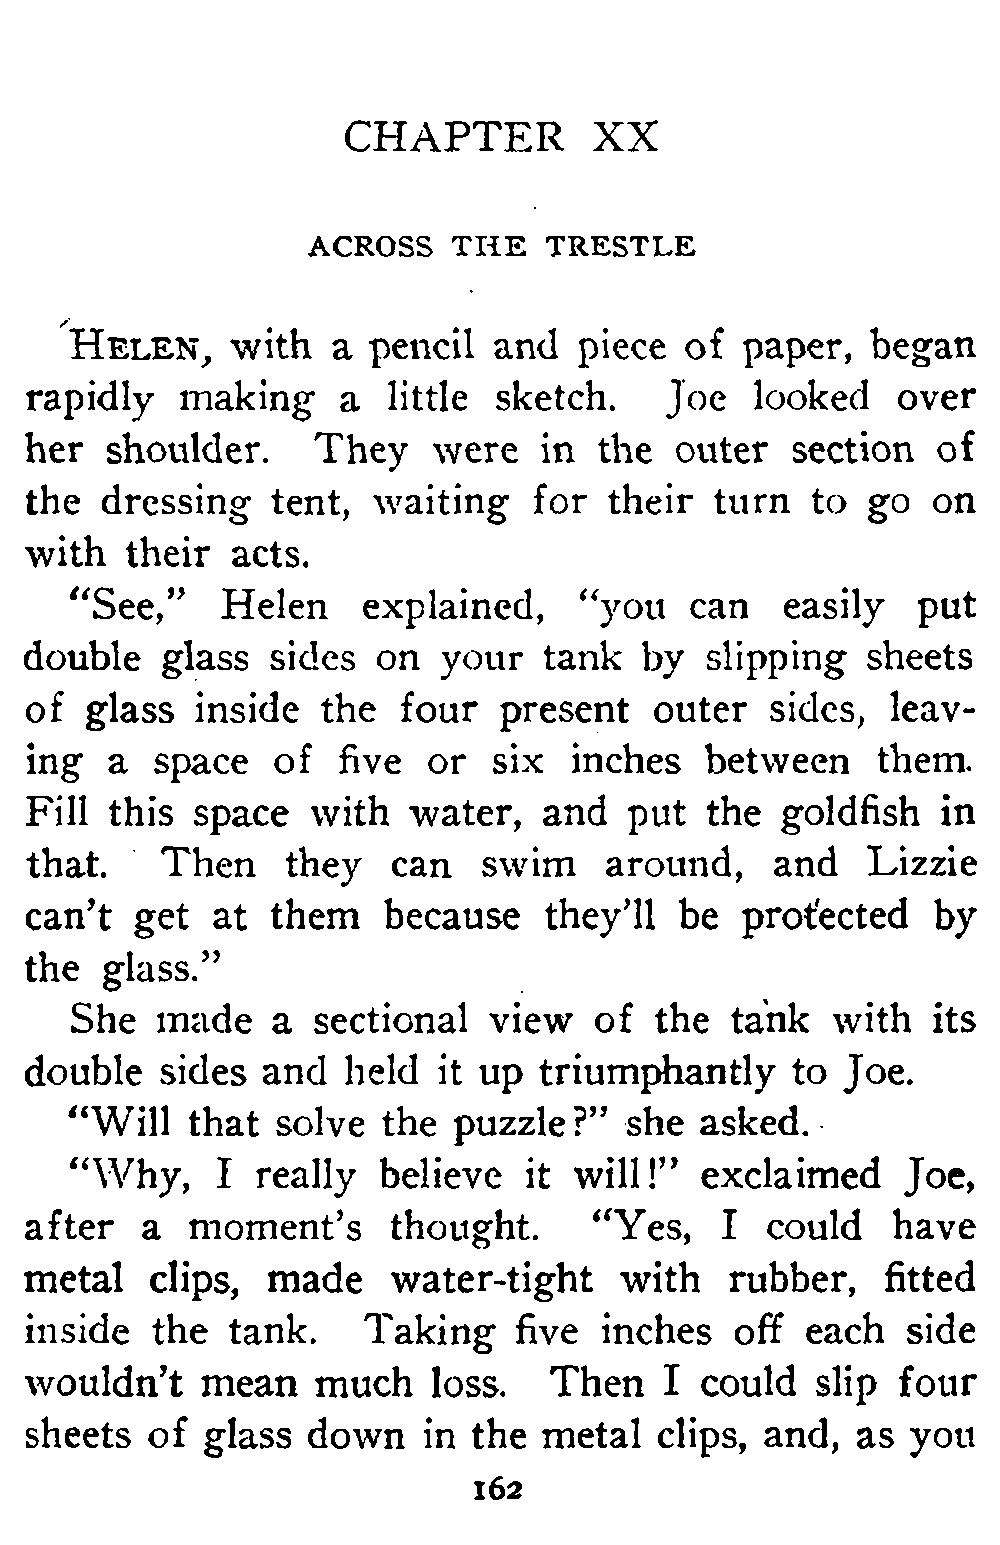 CHAPTER XX
ACROSS THE TRESTLE
HELEN, with a pencil and piece of paper, began
rapidly making a little sketch. Joe looked over
her shoulder. They were in the outer section of
the dressing tent, waiting for their turn to go on
with their acts.
"See," Helen explained, "you can easily put
double glass sides on your tank by slipping sheets
of glass inside the four present outer sides, leav-
ing a space of five or six inches between them.
Fill this space with water, and put the goldfish in
that. Then they can swim around, and Lizzie
can't get at them because they'll be protected by
the glass."
She made a sectional view of the tank with its
double sides and held it up triumphantly to Joe.
"Will that solve the puzzle?" she asked.
"Why, I really believe it will!" exclaimed Joe,
after a moment's thought. "Yes, I could have
metal clips, made water-tight with rubber, fitted
inside the tank. Taking five inches off each side
wouldn't mean much loss. Then I could slip four
sheets of glass down in the metal clips, and, as you
162